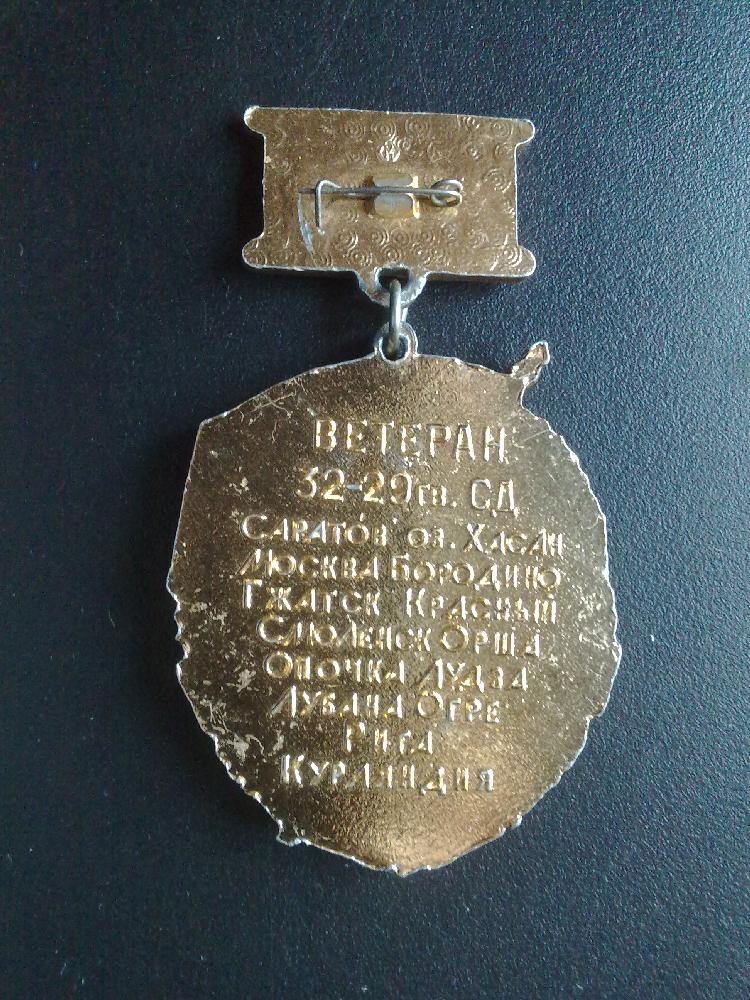 ВЕТЕРАН
32-29гв. СД
САРАТОВ ОЗ. ХАСАН
МОСКВА БОРОДИНО
ГЖАТСК КРАСНЫЙ
СМОЛЕНСК ОРША
ОПОЧКА ЛУДЗА
ЛУБАНА ОГРЕ
РИГА
КУРЛЯНДИЯ